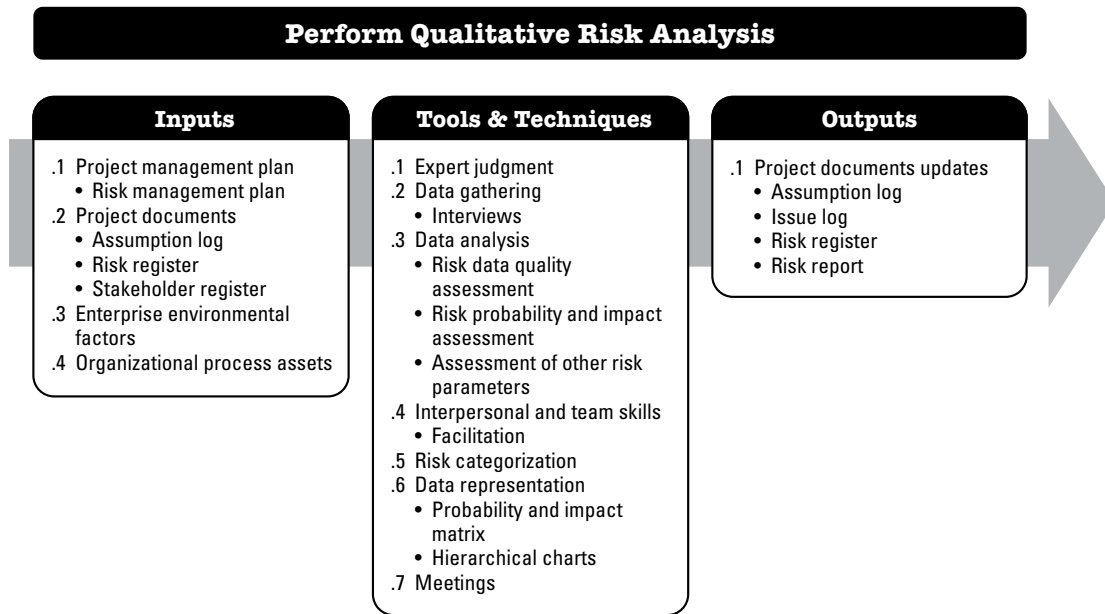 Perform Qualitative Risk Analysis
Inputs
.1 Project management plan
• Risk management plan
.2 Project documents
• Assumption log
• Risk register
• Stakeholder register
.3 Enterprise environmental
factors
.4 Organizational process assets
Tools & Techniques
.1 Expert judgment
.2 Data gathering
• Interviews
.3 Data analysis
• Risk data quality
assessment
• Risk probability and impact
assessment
• Assessment of other risk
parameters
.4 Interpersonal and team skills
• Facilitation
.5 Risk categorization
.6 Data representation
• Probability and impact
matrix
• Hierarchical charts
.7 Meetings
Outputs
.1 Project documents updates
• Assumption log
• Issue log
• Risk register
• Risk report